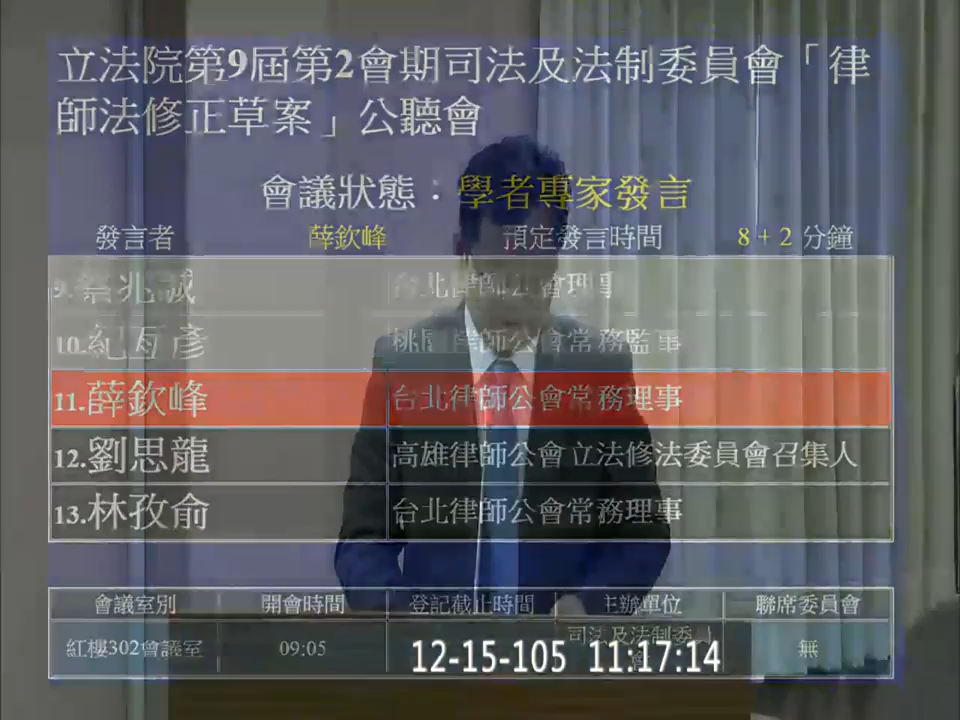 立法院第9屆第2會期司法及法制委員會「律
師法修正草案」公聽會
會議狀態：學者專家發言
發言者 薛欽峰 預定發言時間 8 + 2 分鐘
兆誠 台北律師公會理事
10.紀亙彥 桃園律師公會常務監事
11.薛欽峰 台北律師公會常務理事
12.劉思龍 高雄律師公會立法修法委員會召集人
13.林孜俞 台北律師公會常務理事
會議室別 開會時間 登記截止時間 主辦單位 聯席委員會
紅樓302會議室 09:05 司法及法制委員 無
12-15-105 11:17:14